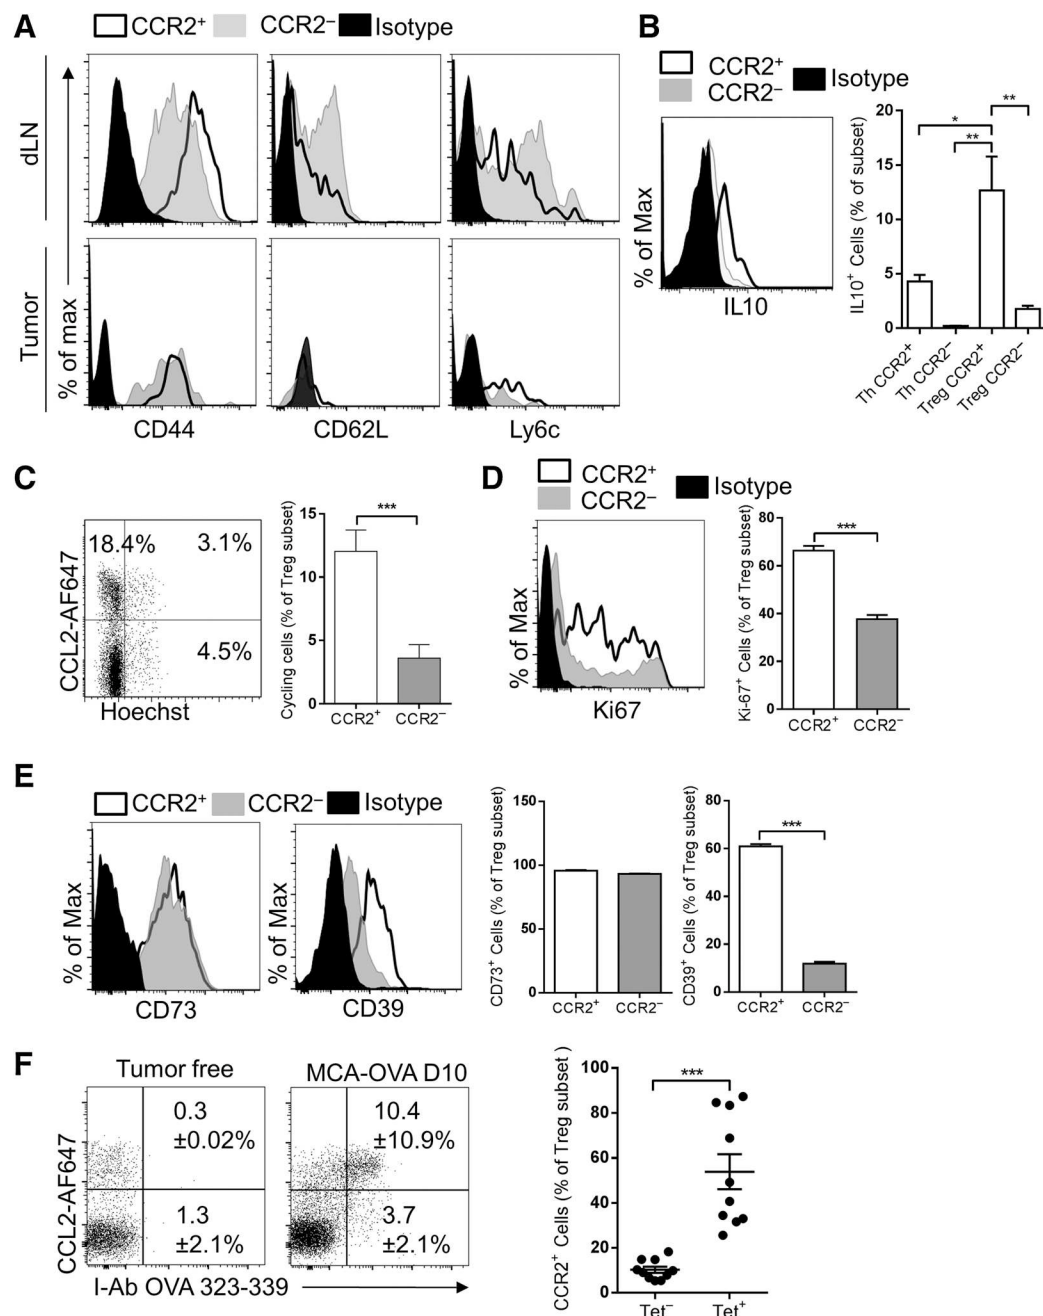 A
CCR2⁺ CCR2⁻ Isotype
dLN
Tumor
% of max
CD44
CD62L
Ly6c
B
CCR2⁺
CCR2⁻
Isotype
% of Max
IL10
IL10⁺ Cells (% of subset)
20
15
10
5
0
*
**
**
Th CCR2⁺
Th CCR2⁻
Treg CCR2⁺
Treg CCR2⁻
C
CCL2-AF647
18.4% 3.1%
4.5%
Hoechst
Cycling cells (% of Treg subset)
15
10
5
0
***
CCR2⁺ CCR2⁻
D
CCR2⁺
CCR2⁻
Isotype
% of Max
Ki67
Ki-67⁺ Cells (% of Treg subset)
80
60
40
20
0
***
CCR2⁺ CCR2⁻
E
CCR2⁺ CCR2⁻ Isotype
% of Max
CD73
% of Max
CD39
CD73⁺ Cells (% of Treg subset)
150
100
50
0
CCR2⁺ CCR2⁻
CD39⁺ Cells (% of Treg subset)
80
60
40
20
0
***
CCR2⁺ CCR2⁻
F
Tumor free
MCA-OVA D10
CCL2-AF647
0.3
±0.02%
1.3
±2.1%
10.4
±10.9%
3.7
±2.1%
I-Ab OVA 323-339
CCR2⁺ Cells (% of Treg subset )
100
80
60
40
20
0
***
Tet⁻ Tet⁺